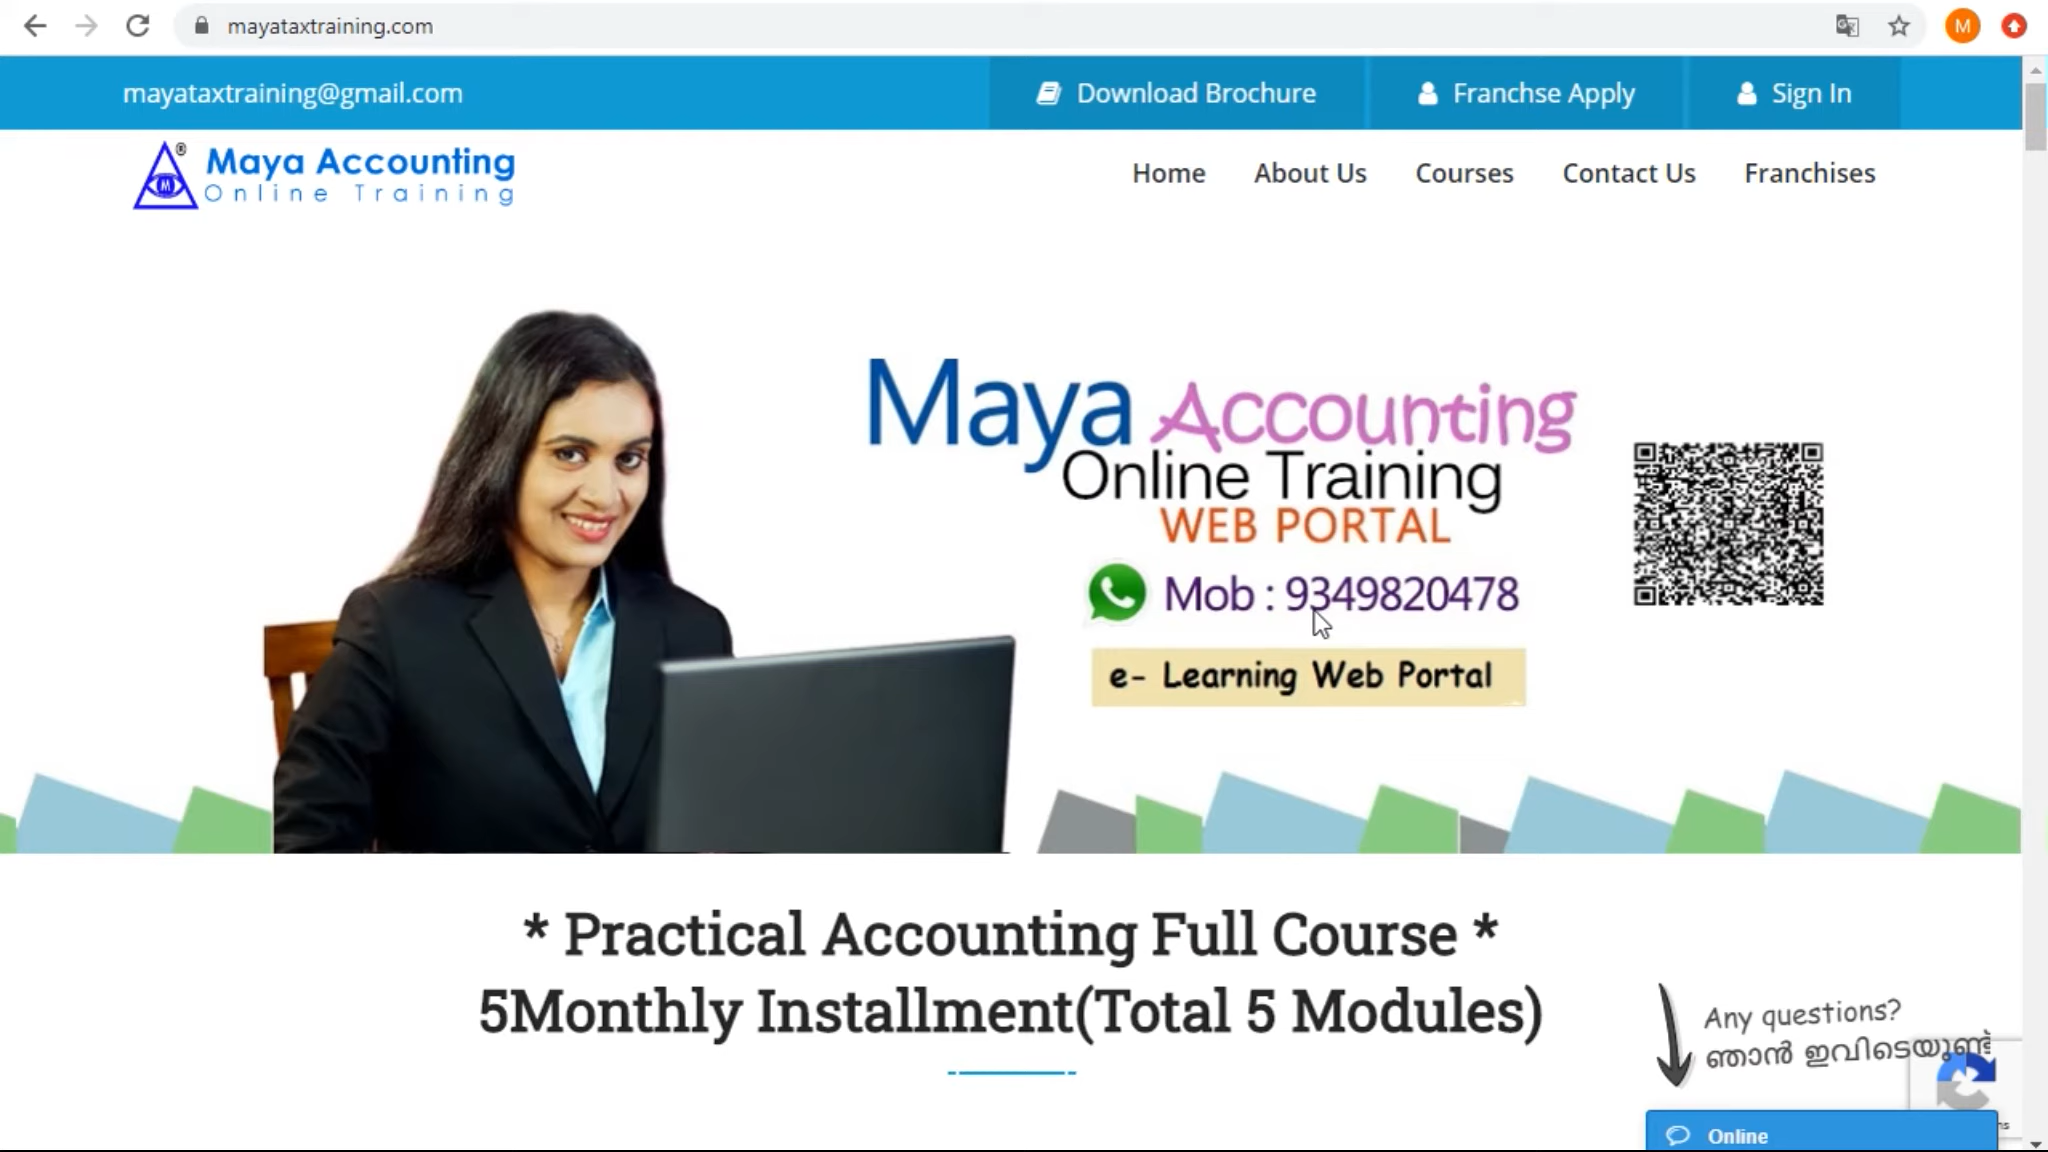 mayataxtraining.com
M
mayataxtraining@gmail.com
Download Brochure
Franchse Apply
Sign In
M
®
Maya Accounting
Online Training
Home
About Us
Courses
Contact Us
Franchises
Maya Accounting
Online Training
WEB PORTAL
Mob : 9349820478
e- Learning Web Portal
* Practical Accounting Full Course *
5Monthly Installment(Total 5 Modules)
Any questions?
ഞാൻ ഇവിടെയുണ്ട്
Online